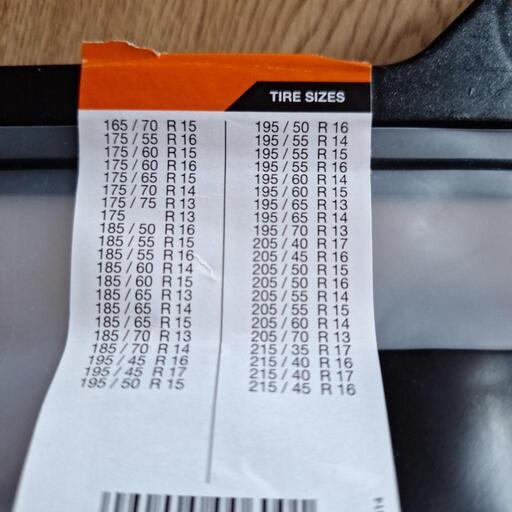 TIRE SIZES
165 / 70 R 15
175 / 55 R 16
175 / 60 R 15
175 / 60 R 16
175 / 65 R 15
175 / 70 R 14
175 / 75 R 13
175 R 13
185 / 50 R 16
185 / 55 R 15
185 / 55 R 16
185 / 60 R 14
185 / 60 R 15
185 / 65 R 13
185 / 65 R 14
185 / 65 R 15
185 / 70 R 13
185 / 70 R 14
195 / 45 R 16
195 / 45 R 17
195 / 50 R 15
195 / 50 R 16
195 / 55 R 14
195 / 55 R 15
195 / 55 R 16
195 / 60 R 14
195 / 60 R 15
195 / 65 R 13
195 / 65 R 14
195 / 70 R 13
205 / 40 R 17
205 / 45 R 16
205 / 50 R 15
205 / 50 R 16
205 / 55 R 14
205 / 55 R 15
205 / 60 R 14
205 / 70 R 13
215 / 35 R 17
215 / 40 R 16
215 / 40 R 17
215 / 45 R 16